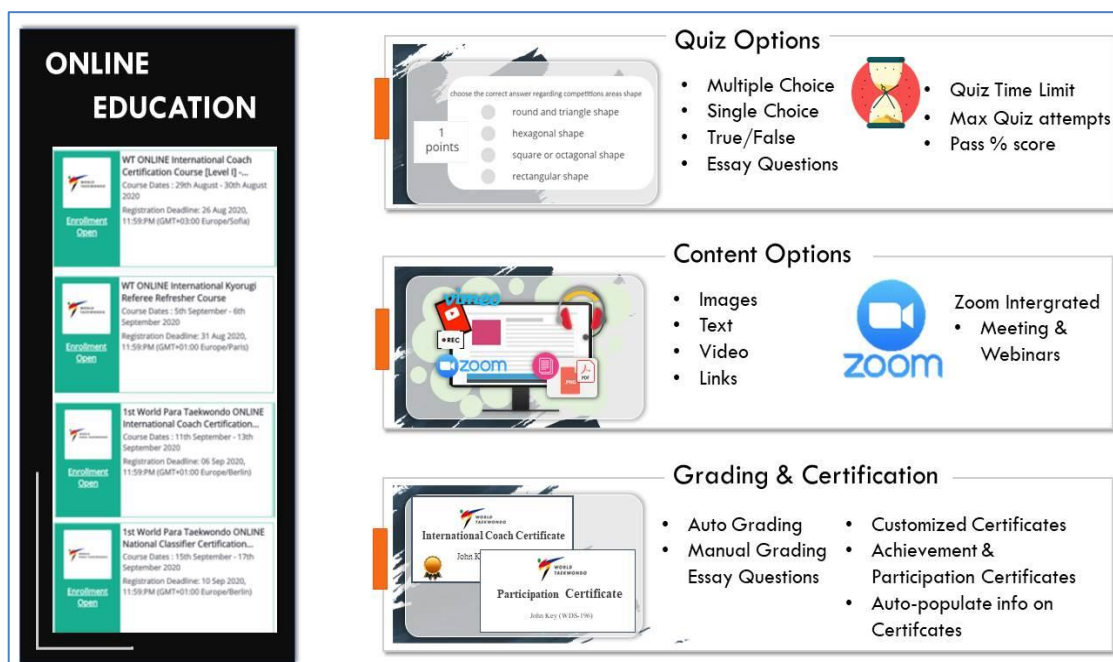 ONLINE
EDUCATION
WORLD
TAEKWONDO
Enrollment
Open
WT ONLINE International Coach
Certification Course [Level I] -...
Course Dates : 29th August - 30th August
2020
Registration Deadline: 26 Aug 2020,
11:59:PM (GMT+03:00 Europe/Sofia)
WORLD
TAEKWONDO
Enrollment
Open
WT ONLINE International Kyorugi
Referee Refresher Course
Course Dates : 5th September - 6th
September 2020
Registration Deadline: 31 Aug 2020,
11:59:PM (GMT+01:00 Europe/Paris)
Enrollment
Open
1st World Para Taekwondo ONLINE
International Coach Certification...
Course Dates : 11th September - 13th
September 2020
Registration Deadline: 06 Sep 2020,
11:59:PM (GMT+01:00 Europe/Berlin)
Enrollment
Open
1st World Para Taekwondo ONLINE
National Classifier Certification...
Course Dates : 15th September - 17th
September 2020
Registration Deadline: 10 Sep 2020,
11:59:PM (GMT+01:00 Europe/Berlin)
Quiz Options
choose the correct answer regarding competitions areas shape
1
points
round and triangle shape
hexagonal shape
square or octagonal shape
rectangular shape
• Multiple Choice
• Single Choice
• True/False
• Essay Questions
• Quiz Time Limit
• Max Quiz attempts
• Pass % score
Content Options
vimeo
REC
zoom
.PNG
PDF
• Images
• Text
• Video
• Links
zoom
Zoom Intergrated
• Meeting &
Webinars
Grading & Certification
WORLD
TAEKWONDO
International Coach Certificate
John K
WORLD
TAEKWONDO
Participation Certificate
John Key (WDS-196)
• Auto Grading
• Manual Grading
Essay Questions
• Customized Certificates
• Achievement &
Participation Certificates
• Auto-populate info on
Certifcates